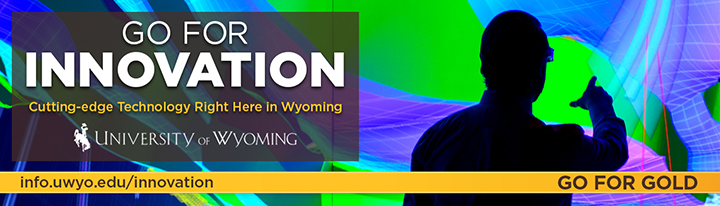 GO FOR
INNOVATION
Cutting-edge Technology Right Here in Wyoming
UNIVERSITY OF WYOMING
info.uwyo.edu/innovation
GO FOR GOLD